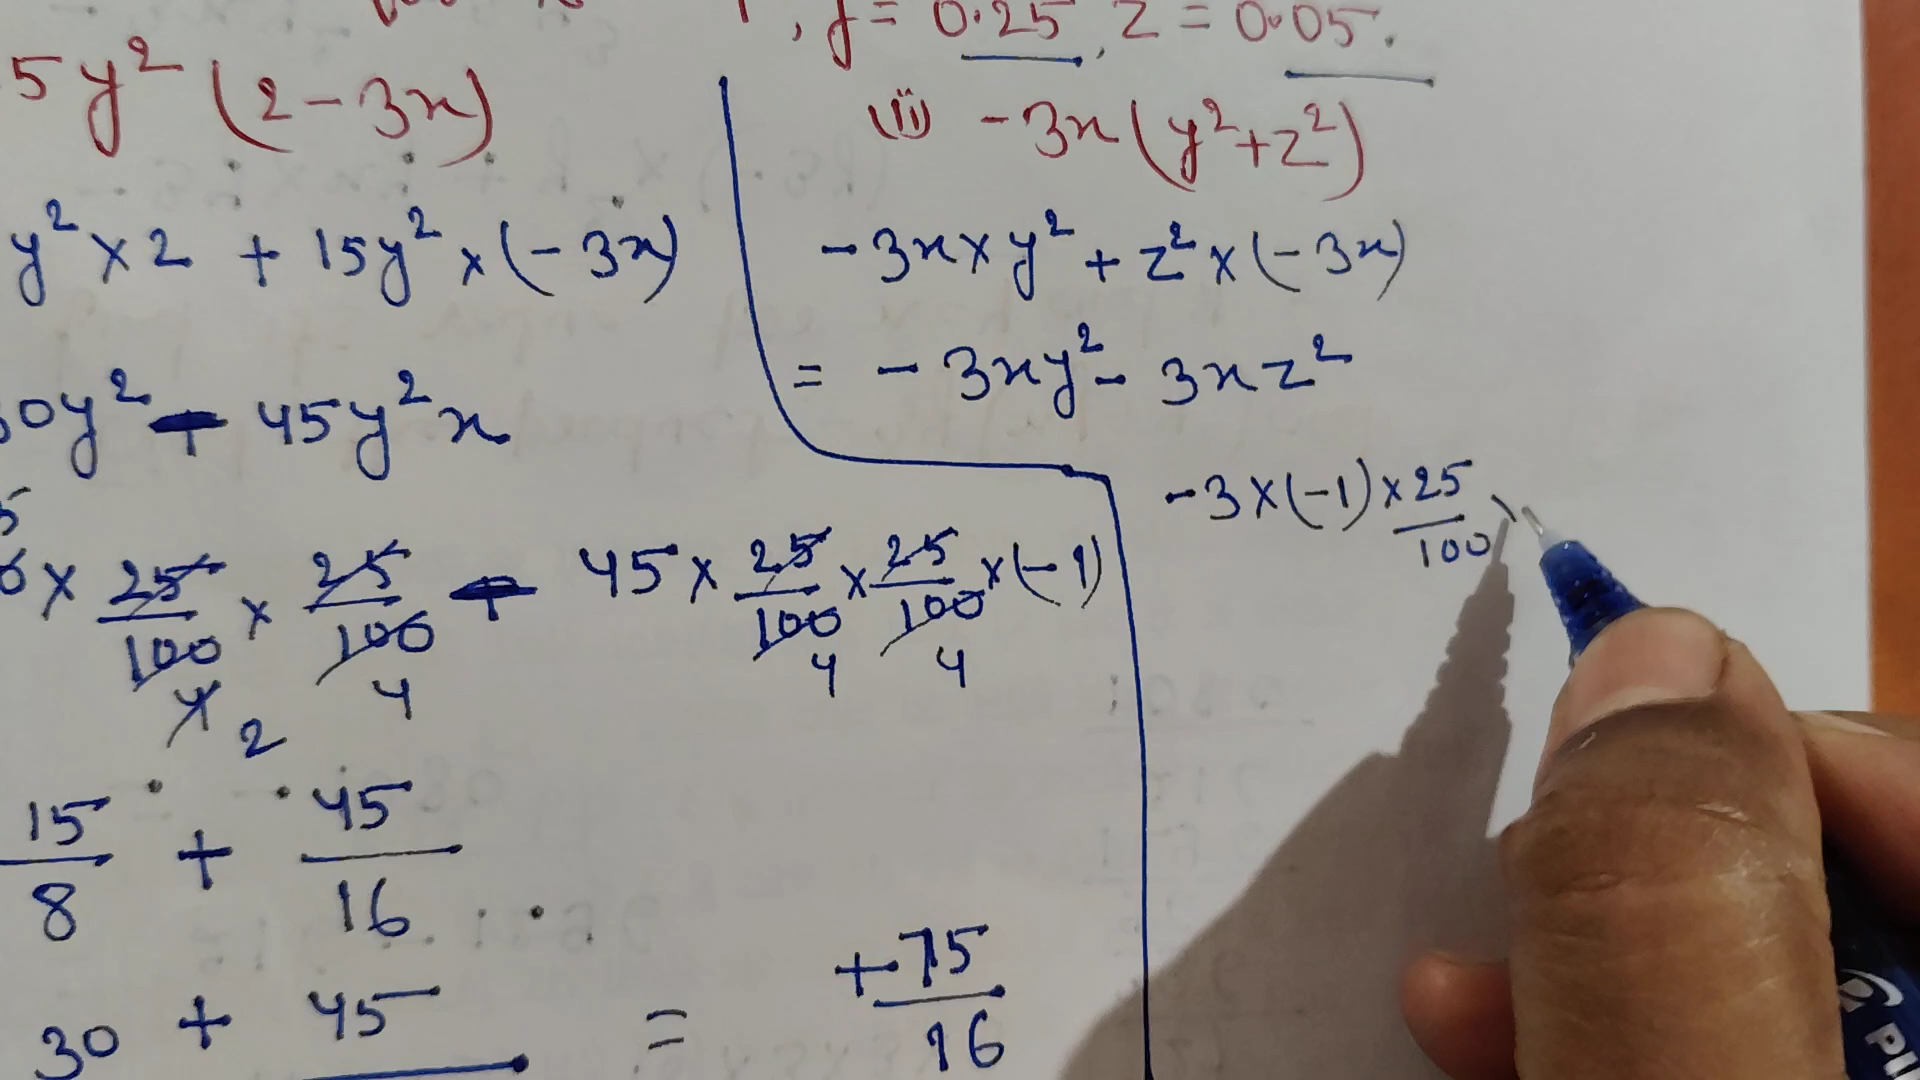 , y = 0.25, z = 0.05.
5y² (2 - 3x)
y² × 2 + 15y² × (-3x)
0y² - 45y²x
× 25/100 × 25/100 - 45 × 25/100 × 25/100 × (-1)
4 2 4 4 4
15/8 + 45/16
30 + 45 = +75/16
(ii) -3x (y² + z²)
-3x × y² + z² × (-3x)
= -3xy² - 3xz²
-3 × (-1) × 25/100